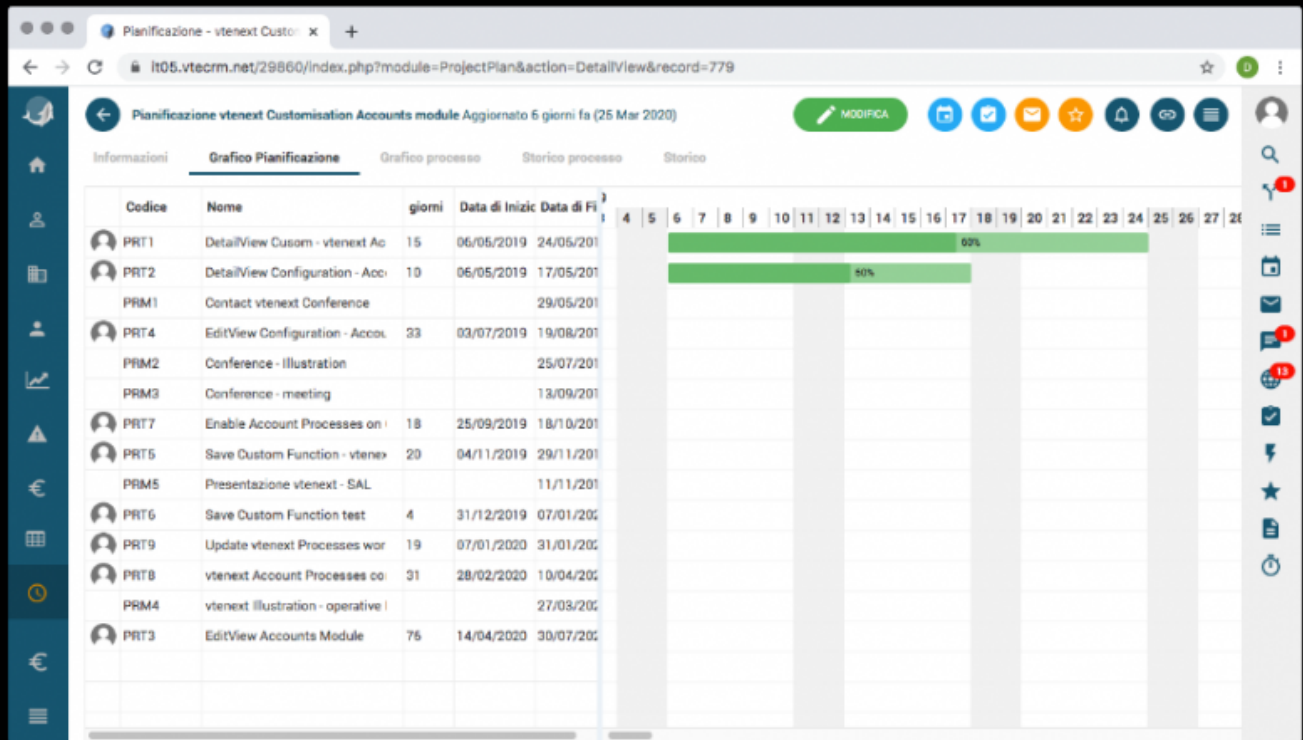 Pianificazione - vtenext Custom
it05.vtecrm.net/29860/index.php?module=ProjectPlan&action=DetailView&record=779
D
Pianificazione vtenext Customisation Accounts module Aggiornato 6 giorni fa (25 Mar 2020)
MODIFICA
Informazioni Grafico Pianificazione Grafico processo Storico processo Storico
Codice Nome giorni Data di Inizio Data di Fi
4 5 6 7 8 9 10 11 12 13 14 15 16 17 18 19 20 21 22 23 24 25 26 27 28
PRT1 DetailView Cusom - vtenext Ac 15 06/05/2019 24/05/201 60%
PRT2 DetailView Configuration - Acc 10 06/05/2019 17/05/201 60%
PRM1 Contact vtenext Conference 29/05/201
PRT4 EditView Configuration - Accou 33 03/07/2019 19/08/201
PRM2 Conference - Illustration 25/07/201
PRM3 Conference - meeting 13/09/201
PRT7 Enable Account Processes on 18 25/09/2019 18/10/201
PRT5 Save Custom Function - vtenex 20 04/11/2019 29/11/201
PRM5 Presentazione vtenext - SAL 11/11/201
PRT6 Save Custom Function test 4 31/12/2019 07/01/202
PRT9 Update vtenext Processes wor 19 07/01/2020 31/01/202
PRT8 vtenext Account Processes co 31 28/02/2020 10/04/202
PRM4 vtenext Illustration - operative 27/03/202
PRT3 EditView Accounts Module 76 14/04/2020 30/07/202
1
1
13